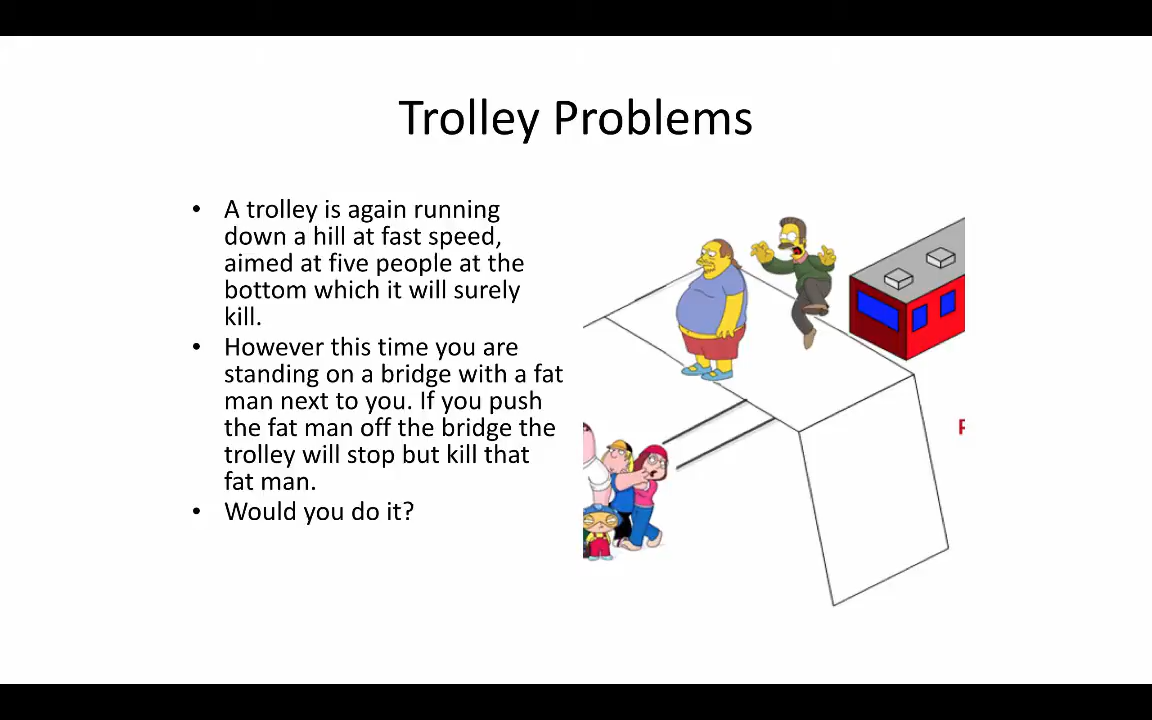 Trolley Problems
• A trolley is again running
down a hill at fast speed,
aimed at five people at the
bottom which it will surely
kill.
• However this time you are
standing on a bridge with a fat
man next to you. If you push
the fat man off the bridge the
trolley will stop but kill that
fat man.
• Would you do it?